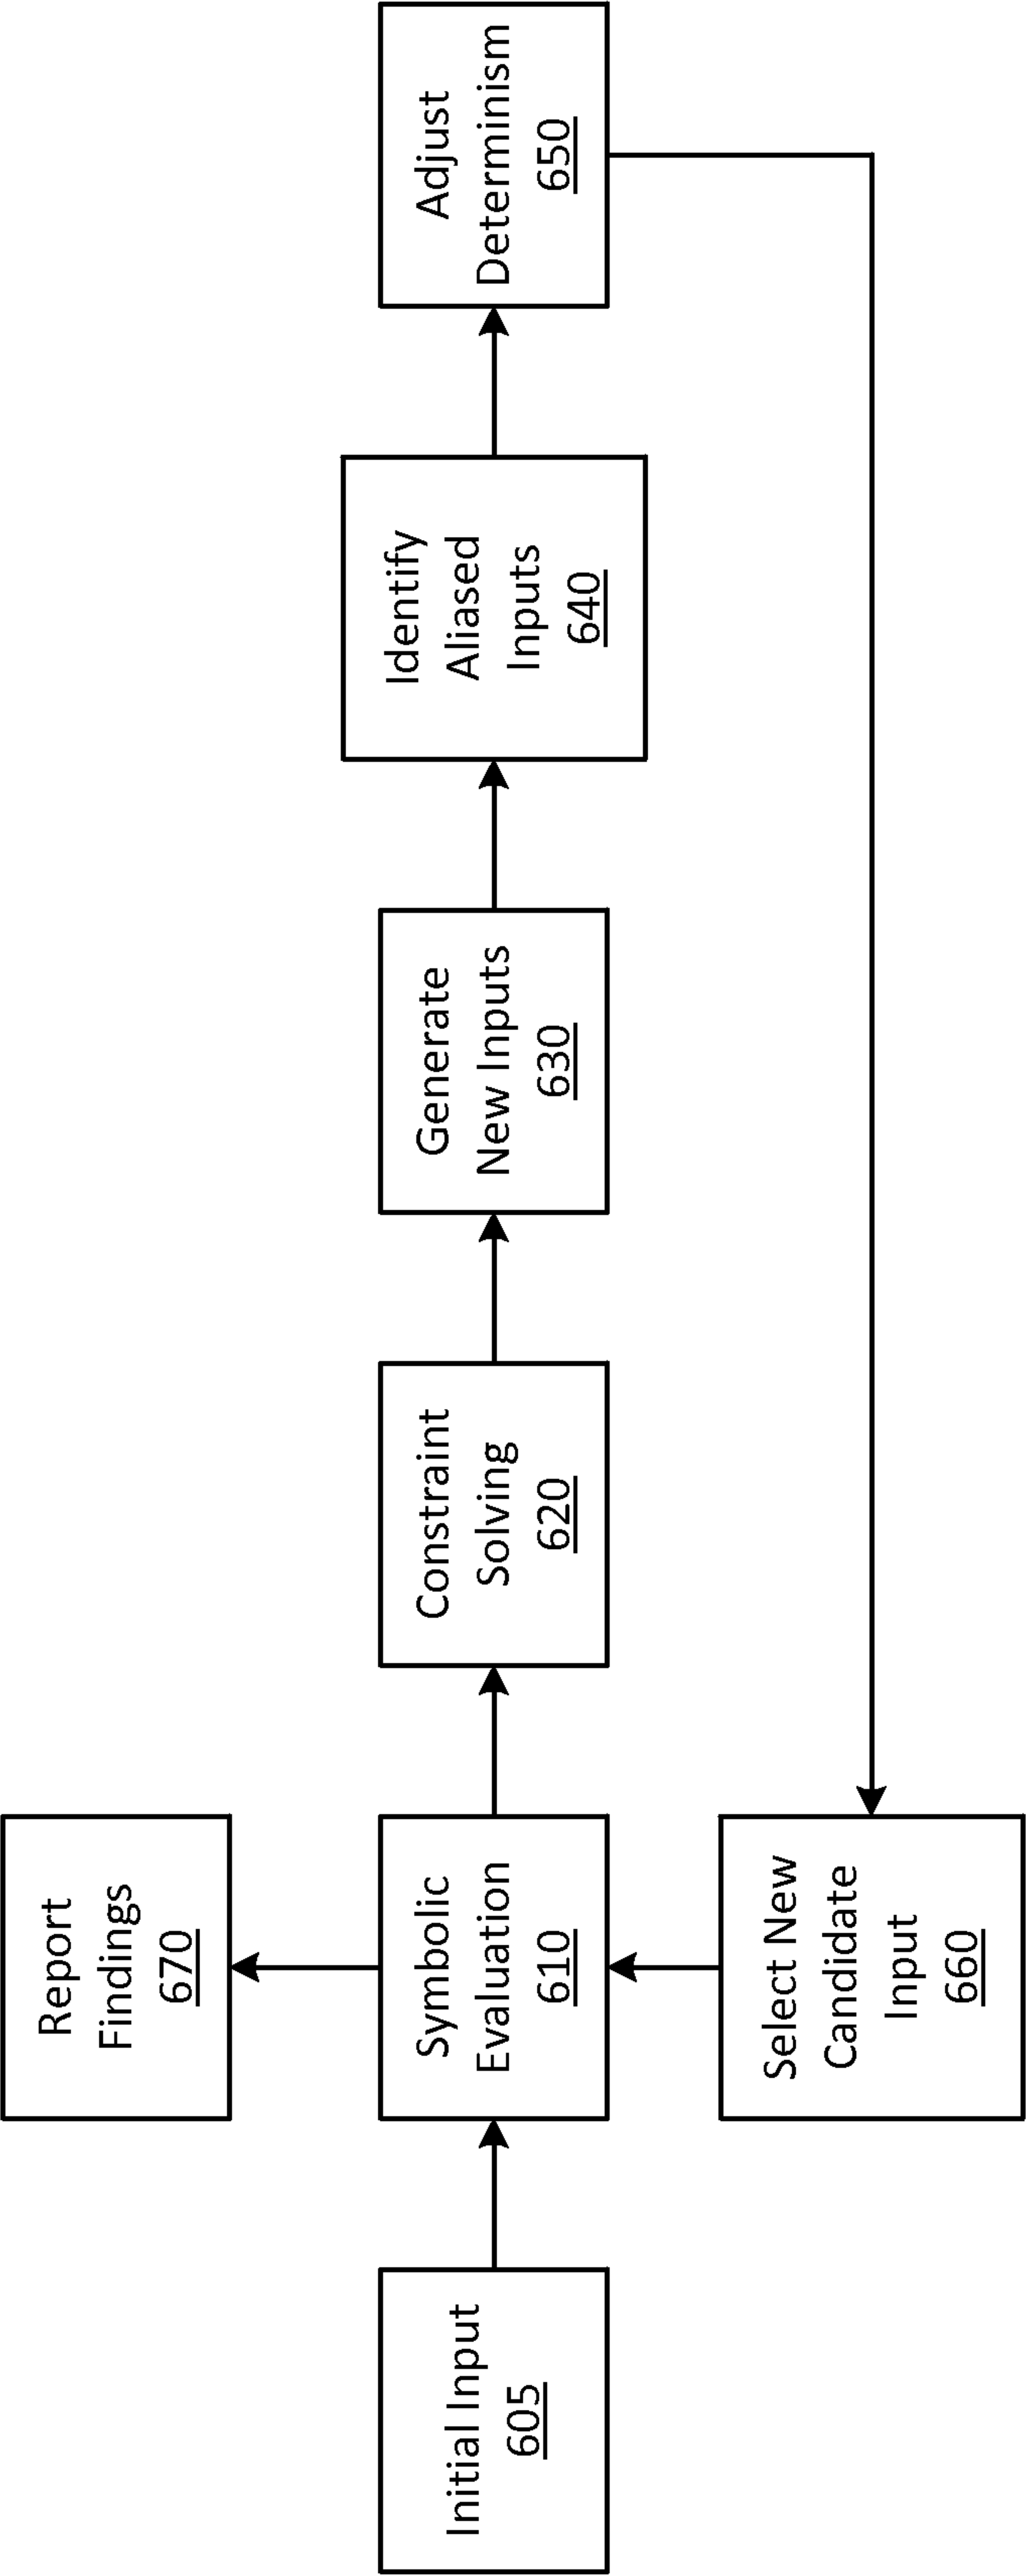 Report
Findings
670
Initial Input
605
Symbolic
Evaluation
610
Constraint
Solving
620
Generate
New Inputs
630
Identify
Aliased
Inputs
640
Adjust
Determinism
650
Select New
Candidate
Input
660